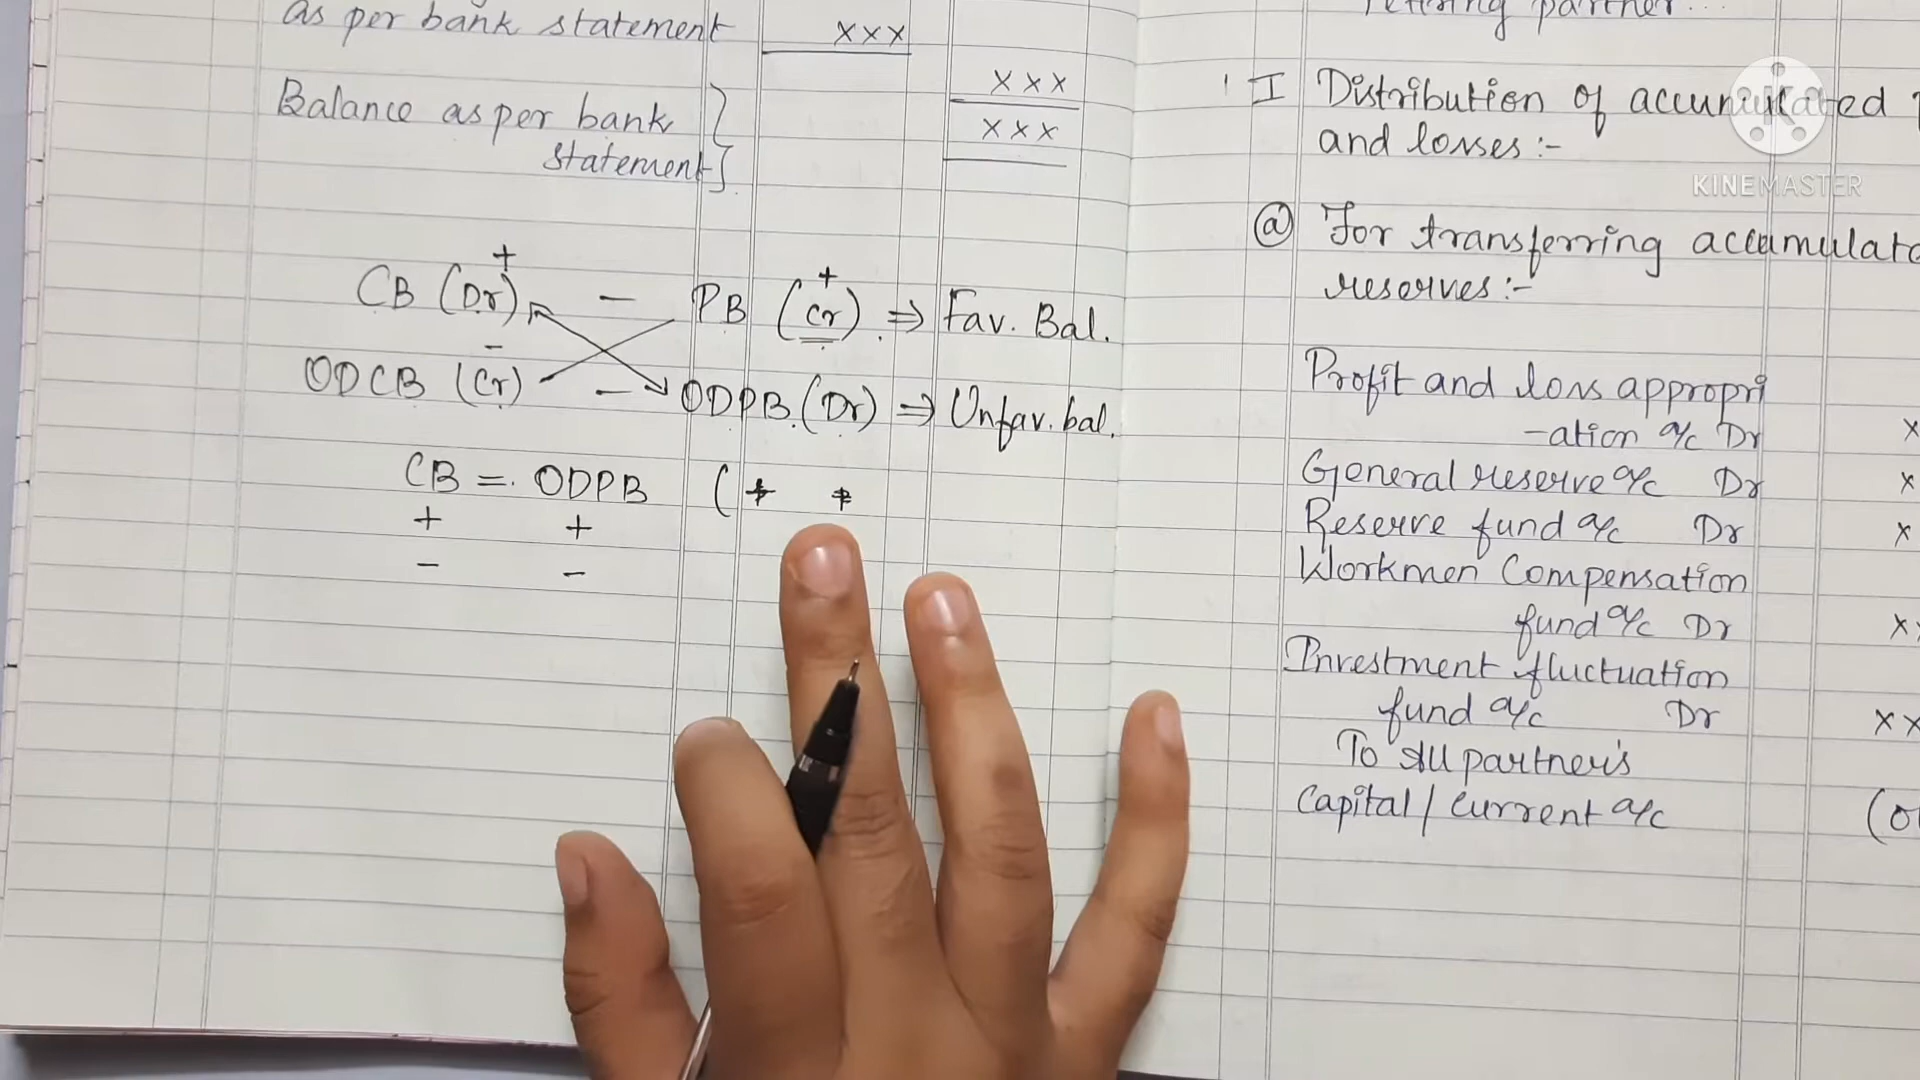 as per bank statement xxx
xxx
Balance as per bank
statement
xxx
+ +
CB (Dr) - PB (Cr) ⇒ Fav. Bal.
-
ODCB (Cr) - ODPB (Dr) ⇒ Unfav. bal.
CB = ODPB (+ +
+ +
- -
partner...
I Distribution of accumulated
and losses:-
KINEMASTER
(a) For transferring
reserves:-
Profit and loss appropri
-ation a/c Dr x
General reserve a/c Dr x
Reserve fund a/c Dr x
Workmen Compensation
fund a/c Dr xx
Investment fluctuation
fund a/c Dr xx
To All partner's
Capital/Current a/c